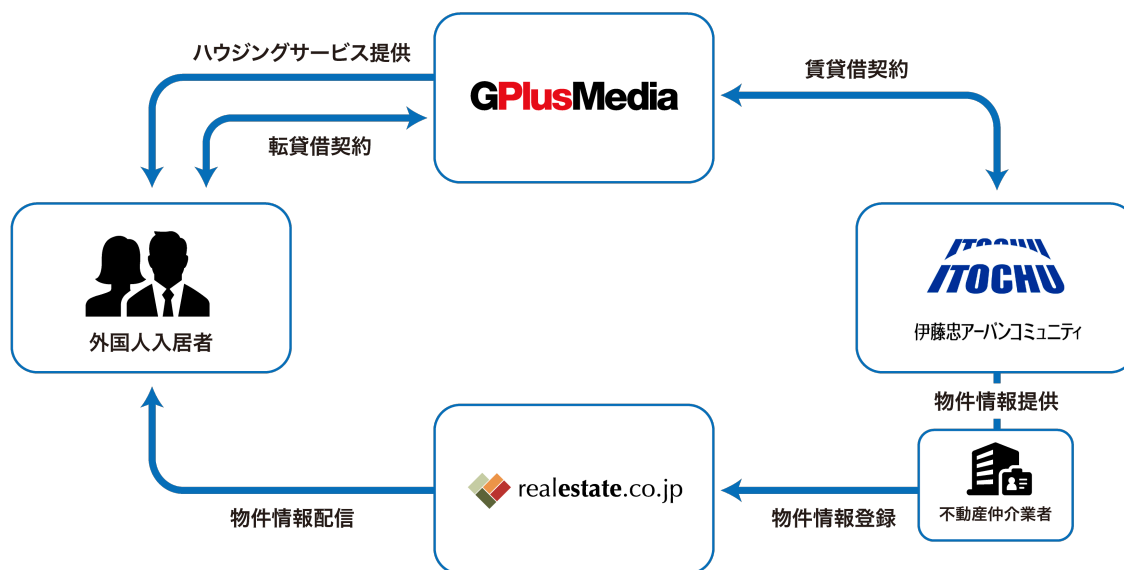 ハウジングサービス提供
GPlusMedia
賃貸借契約
転貸借契約
外国人入居者
ITOCHU
ITOCHU
伊藤忠アーバンコミュニティ
物件情報提供
realestate.co.jp
不動産仲介業者
物件情報配信
物件情報登録